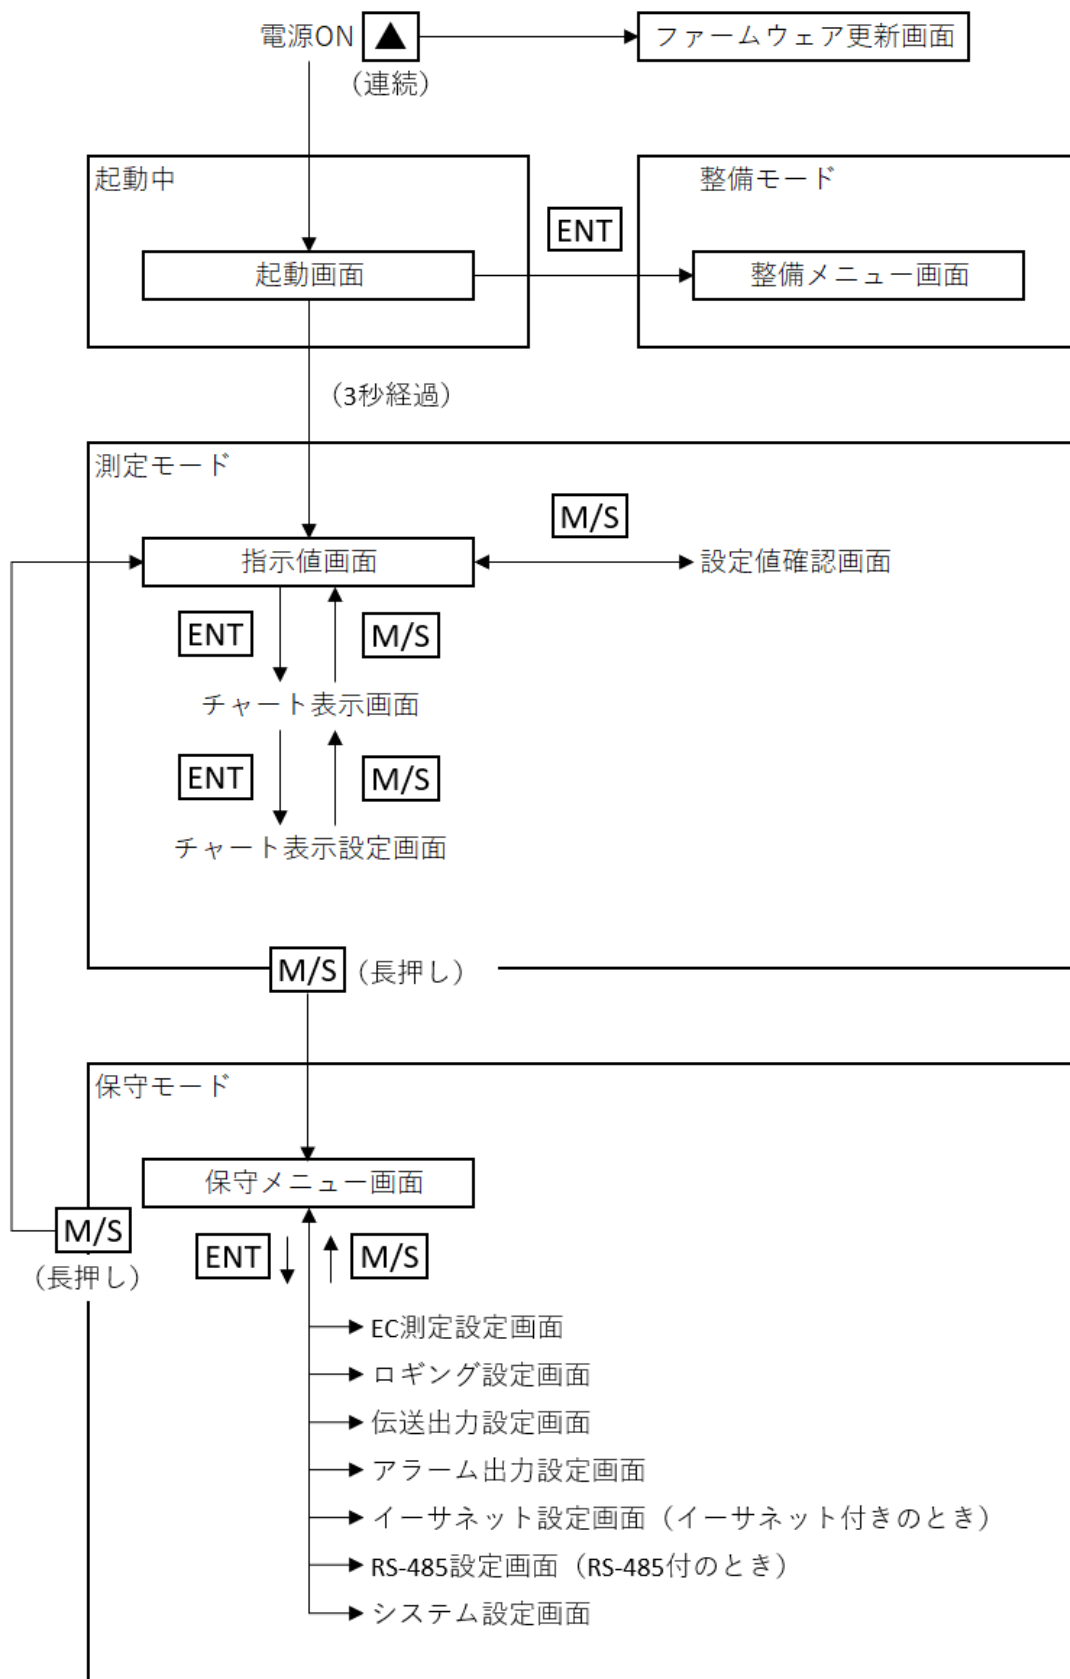 電源ON ▲
ファームウェア更新画面
（連続）
起動中
整備モード
ENT
起動画面
整備メニュー画面
（3秒経過）
測定モード
M/S
指示値画面
設定値確認画面
ENT
M/S
チャート表示画面
ENT
M/S
チャート表示設定画面
M/S（長押し）
保守モード
保守メニュー画面
M/S
（長押し）
ENT
M/S
EC測定設定画面
ロギング設定画面
伝送出力設定画面
アラーム出力設定画面
イーサネット設定画面（イーサネット付きのとき）
RS-485設定画面（RS-485付のとき）
システム設定画面